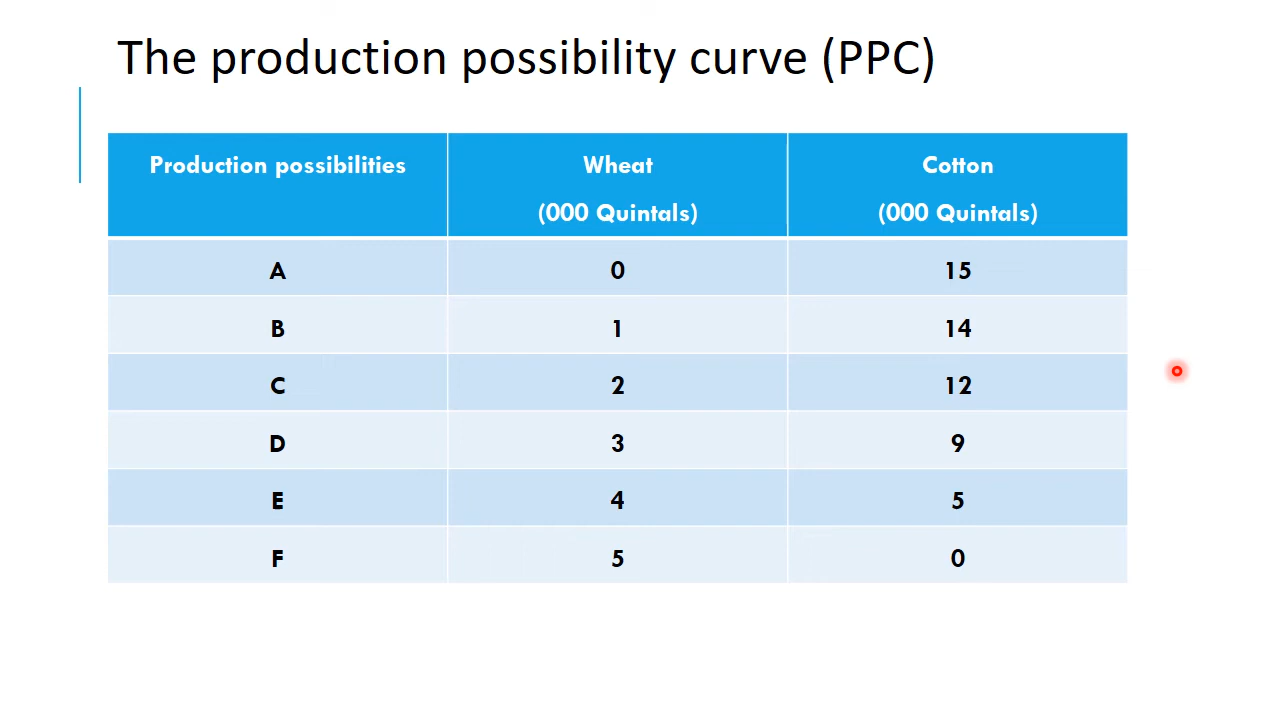 The production possibility curve (PPC)
Production possibilities Wheat Cotton
(000 Quintals) (000 Quintals)
A 0 15
B 1 14
C 2 12
D 3 9
E 4 5
F 5 0